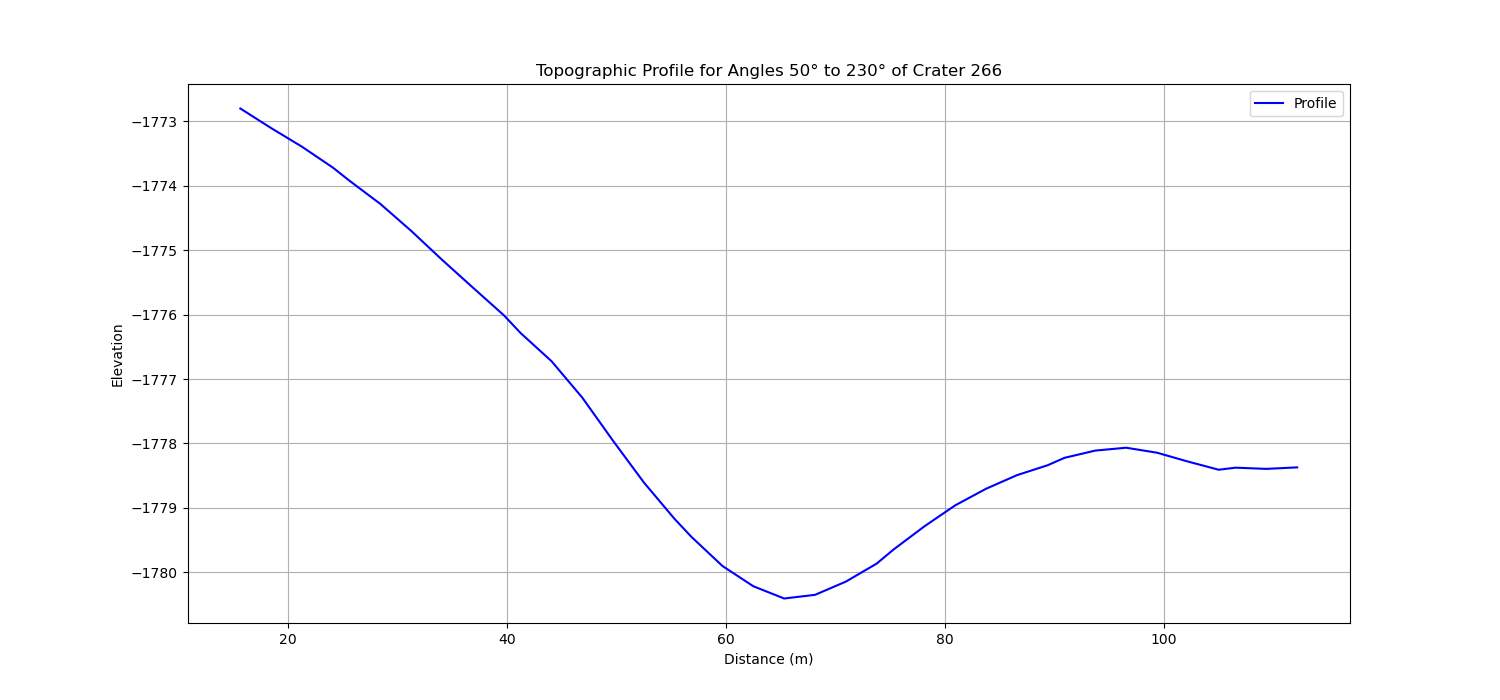 Topographic Profile for Angles 50° to 230° of Crater 266
Profile
−1773
−1774
−1775
−1776
−1777
−1778
−1779
−1780
Elevation
20 40 60 80 100
Distance (m)